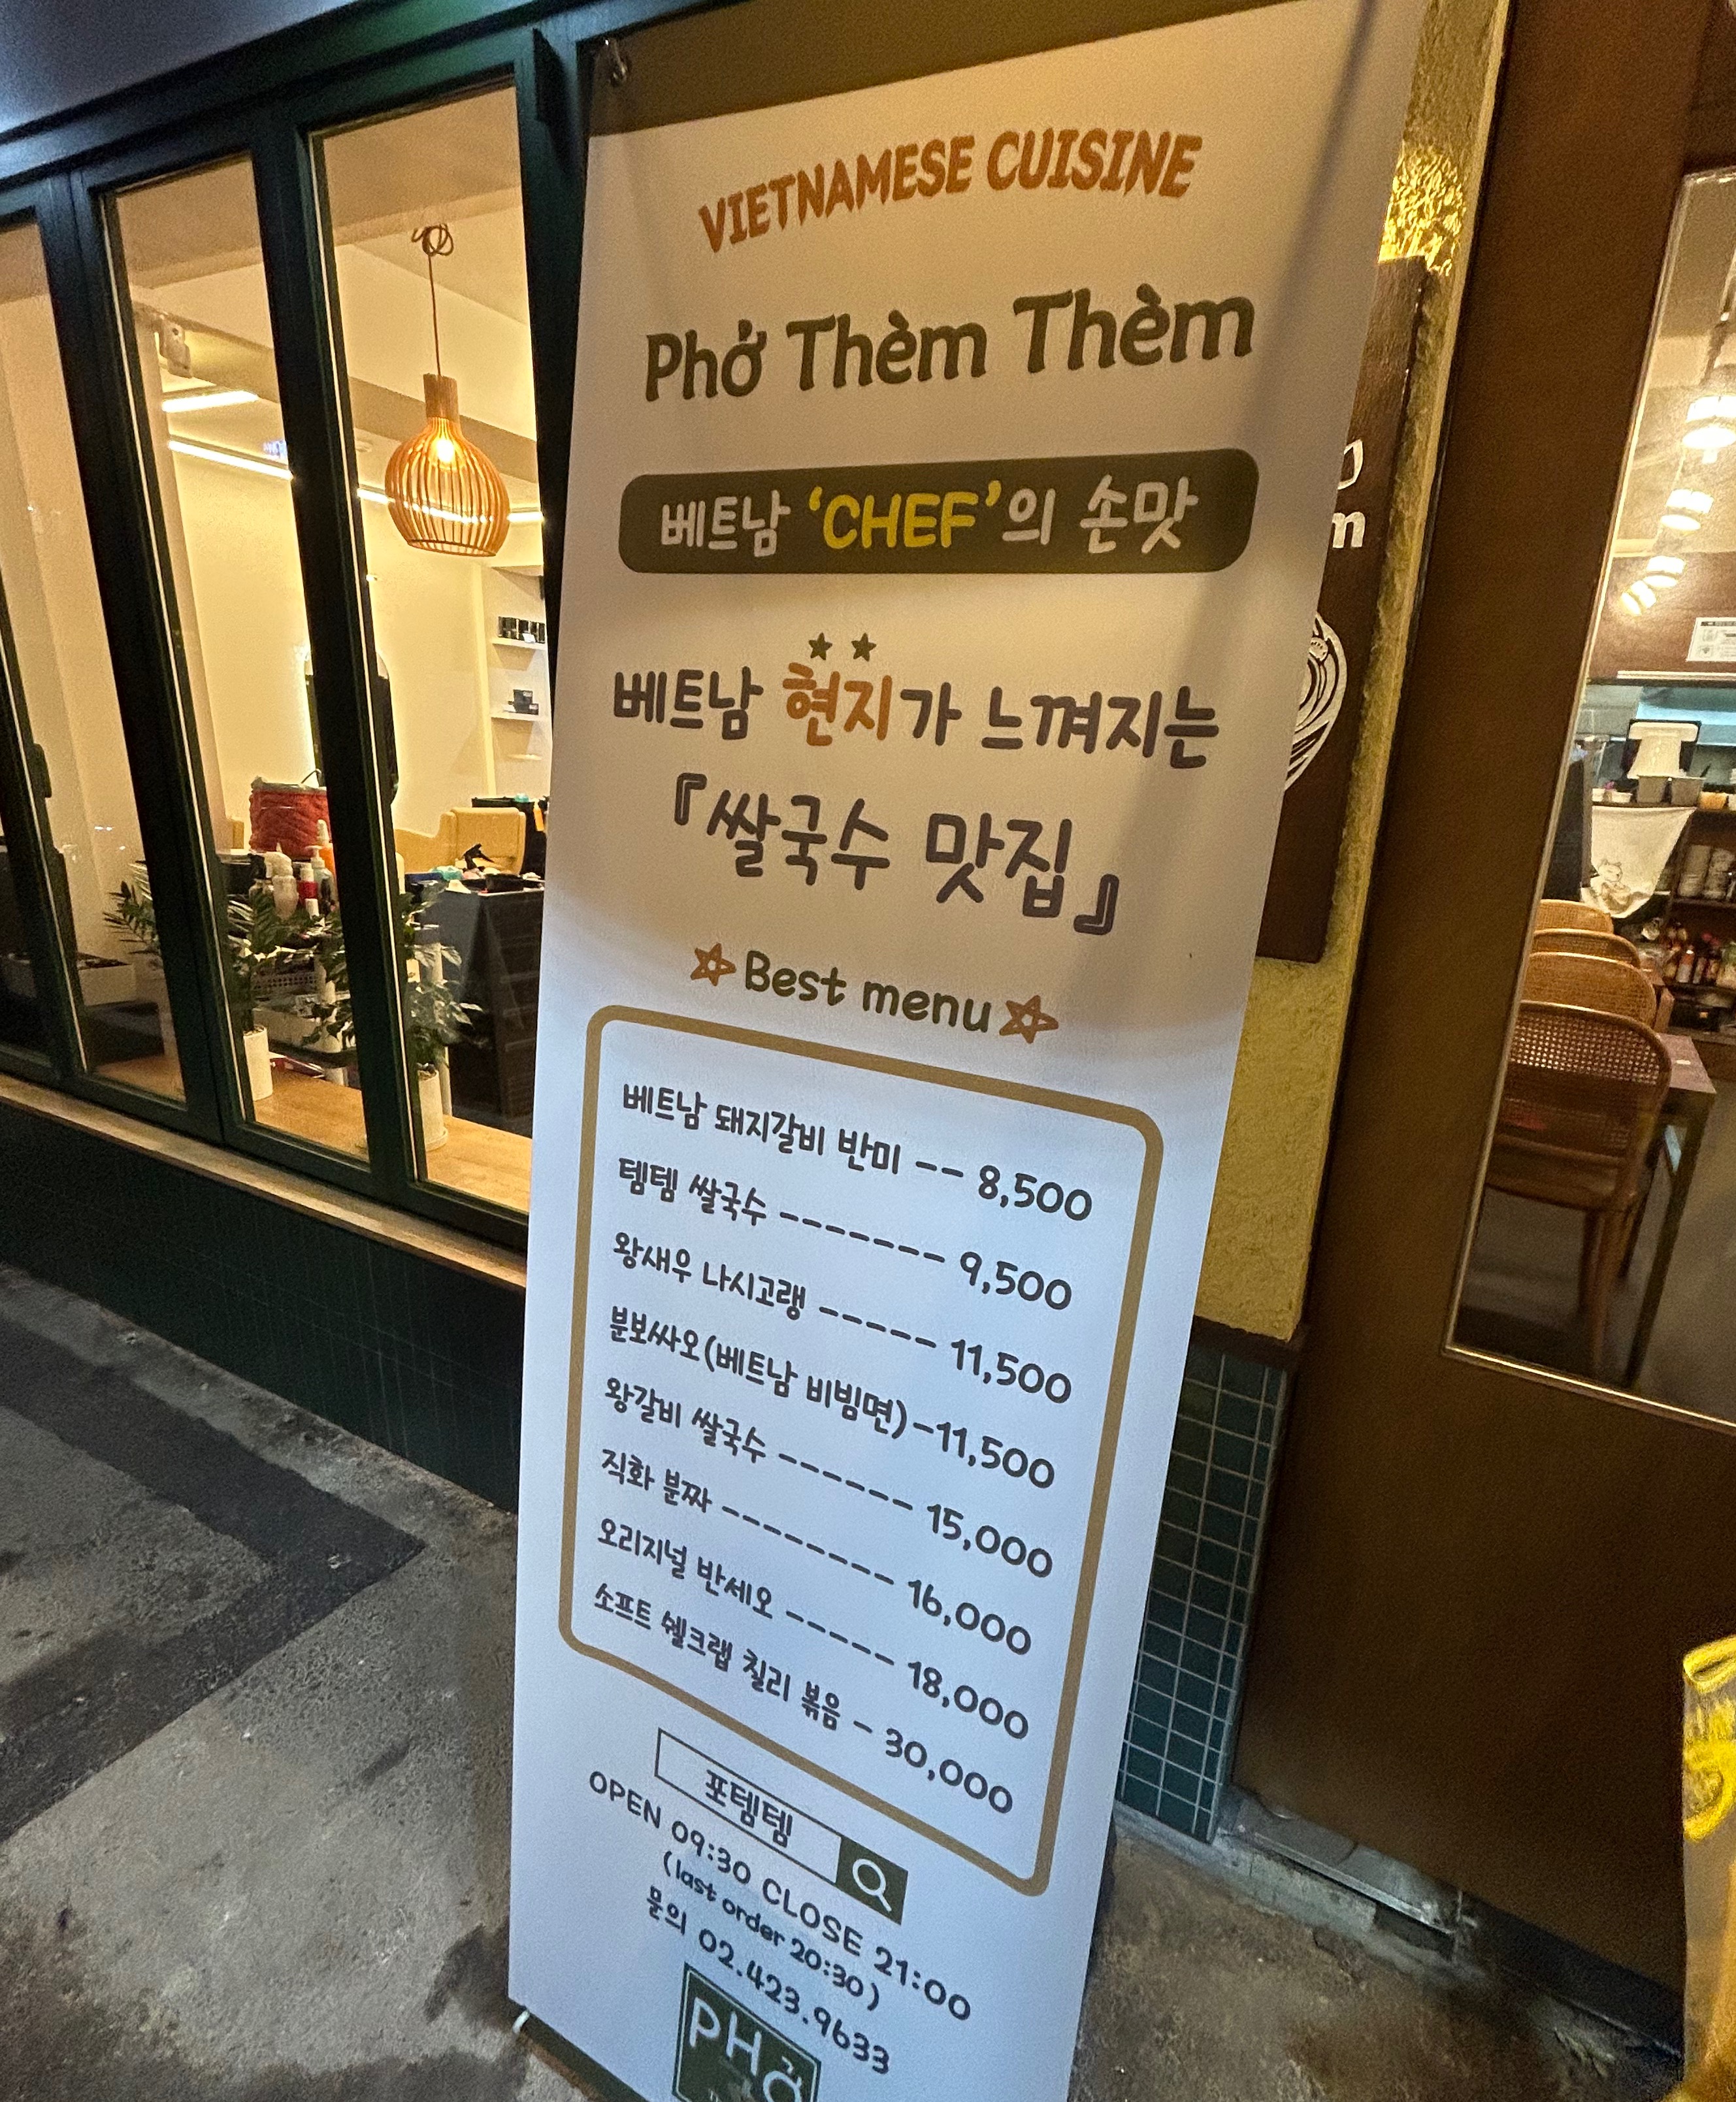 VIETNAMESE CUISINE
Phở Thèm Thèm
베트남 ‘CHEF’의 손맛
베트남 현지가 느껴지는
『쌀국수 맛집』
Best menu
베트남 돼지갈비 반미 -- 8,500
템템 쌀국수 ------- 9,500
왕새우 나시고랭 ----- 11,500
분보싸오(베트남 비빔면)-11,500
왕갈비 쌀국수 ------ 15,000
직화 분짜 -------- 16,000
오리지널 반세오 ----- 18,000
소프트 쉘크랩 칠리 볶음 - 30,000
포템템
OPEN 09:30 CLOSE 21:00
(last order 20:30)
문의 02.423.9633
PHỞ